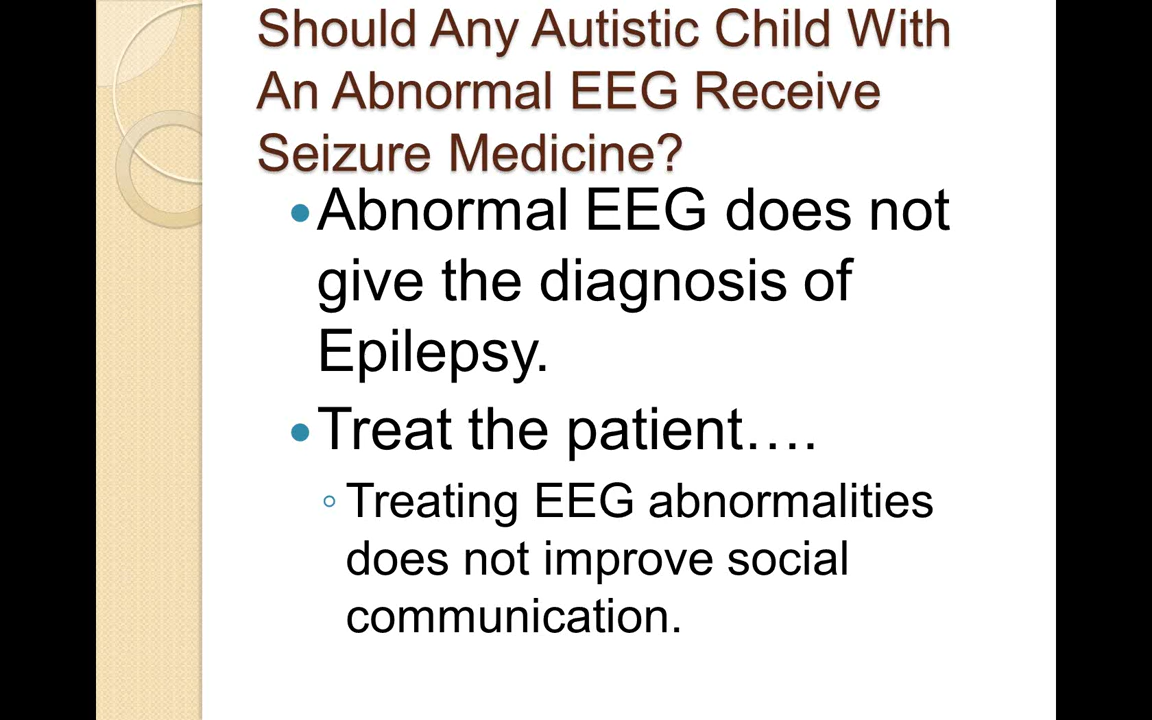 Should Any Autistic Child With
An Abnormal EEG Receive
Seizure Medicine?
•Abnormal EEG does not
give the diagnosis of
Epilepsy.
•Treat the patient….
◦Treating EEG abnormalities
does not improve social
communication.